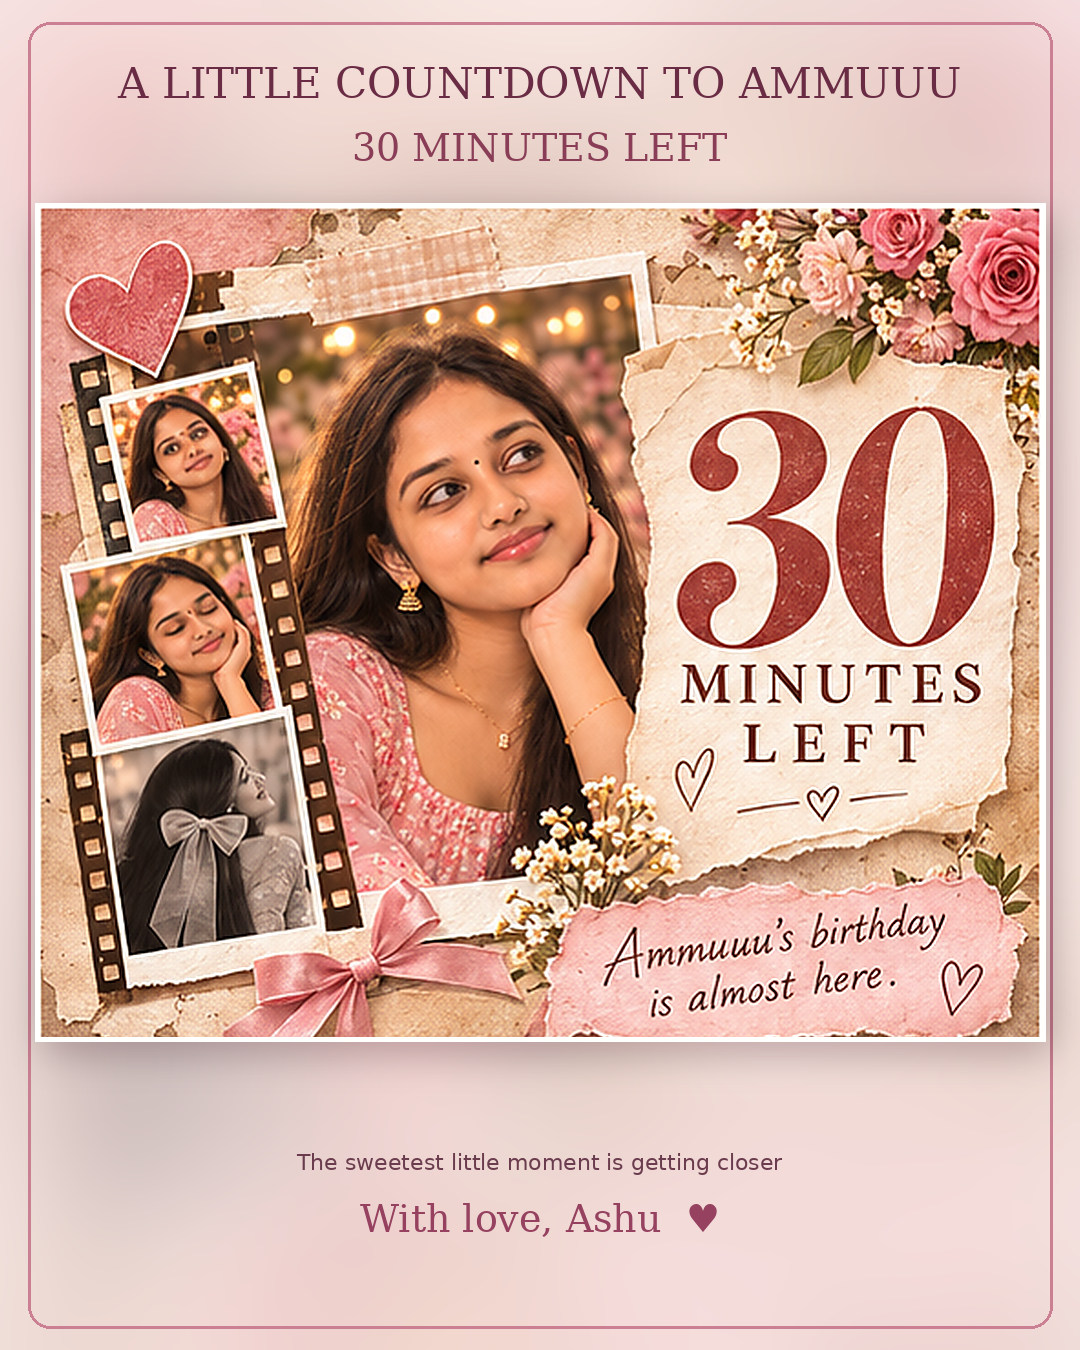 A LITTLE COUNTDOWN TO AMMUUU
30 MINUTES LEFT
30
MINUTES
LEFT
Ammuuu's birthday
is almost here.
The sweetest little moment is getting closer
With love, Ashu ♥